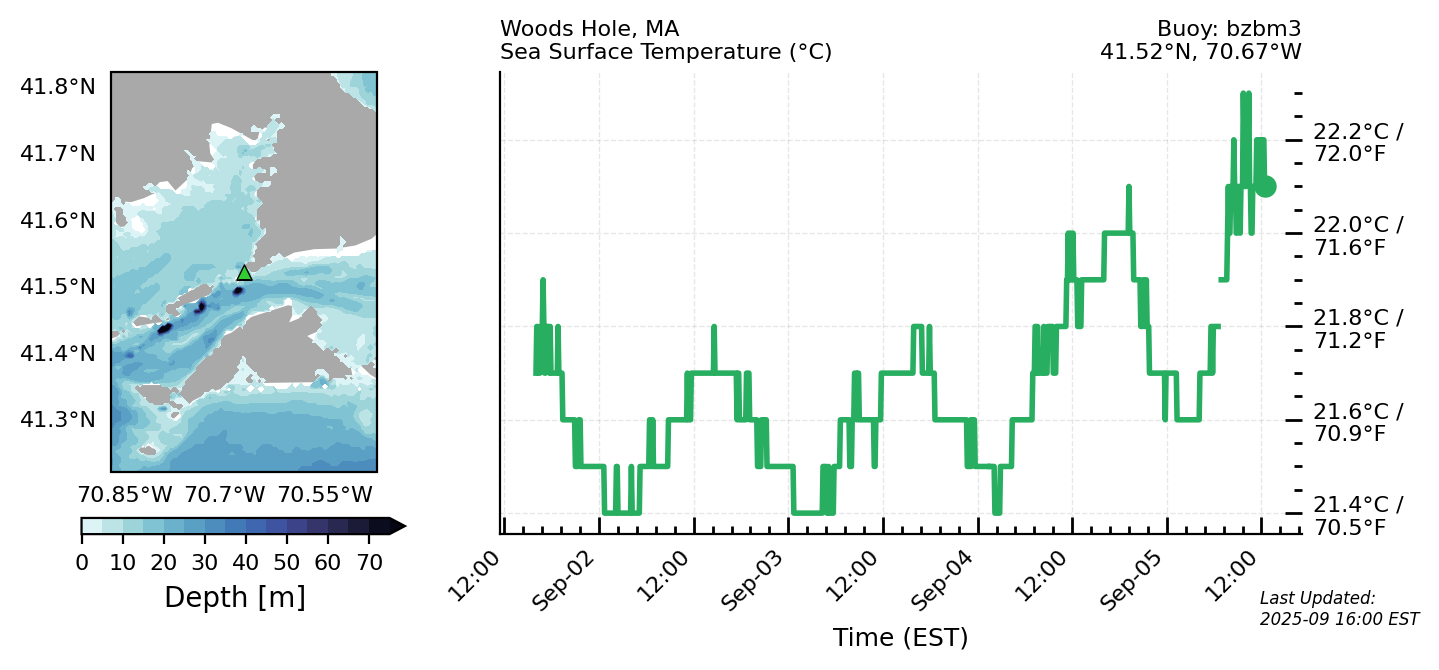 Woods Hole, MA
Sea Surface Temperature (°C)
Buoy: bzbm3
41.52°N, 70.67°W
41.8°N
41.7°N
41.6°N
41.5°N
41.4°N
41.3°N
70.85°W 70.7°W 70.55°W
0 10 20 30 40 50 60 70
Depth [m]
22.2°C /
72.0°F
22.0°C /
71.6°F
21.8°C /
71.2°F
21.6°C /
70.9°F
21.4°C /
70.5°F
12:00 Sep-02 12:00 Sep-03 12:00 Sep-04 12:00 Sep-05 12:00
Time (EST)
Last Updated:
2025-09 16:00 EST